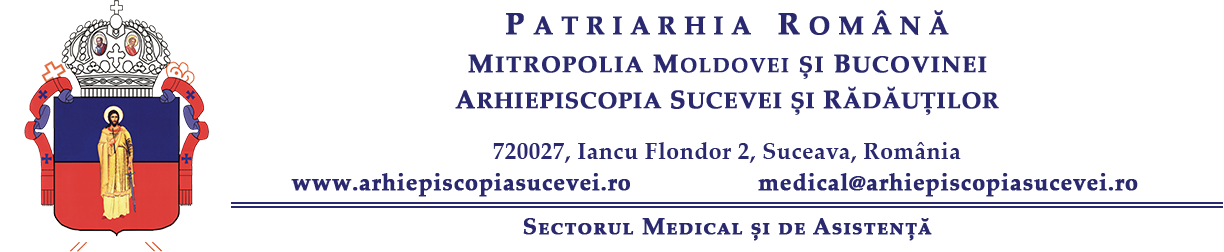 PATRIARHIA ROMÂNĂ
MITROPOLIA MOLDOVEI ȘI BUCOVINEI
ARHIEPISCOPIA SUCEVEI ȘI RĂDĂUȚILOR
720027, Iancu Flondor 2, Suceava, România
www.arhiepiscopiasucevei.ro medical@arhiepiscopiasucevei.ro
SECTORUL MEDICAL ȘI DE ASISTENȚĂ